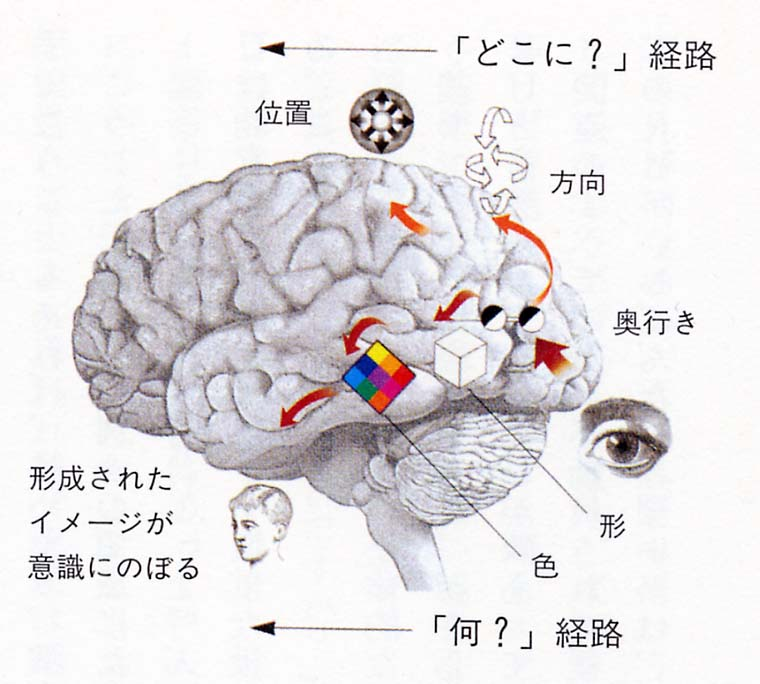 「どこに？」経路
位置
方向
奥行き
形成された
イメージが
意識にのぼる
形
色
「何？」経路